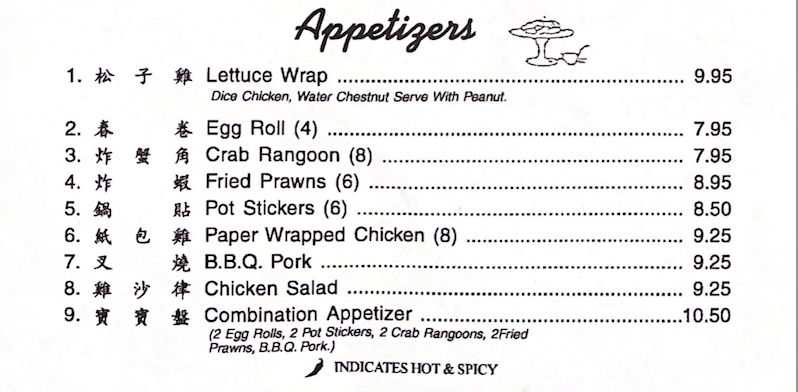 Appetizers
1. 松子雞 Lettuce Wrap ........ 9.95
Dice Chicken, Water Chestnut Serve With Peanut.
2. 春卷 Egg Roll (4) ........ 7.95
3. 炸蟹角 Crab Rangoon (8) ........ 7.95
4. 炸蝦 Fried Prawns (6) ........ 8.95
5. 鍋貼 Pot Stickers (6) ........ 8.50
6. 紙包雞 Paper Wrapped Chicken (8) ........ 9.25
7. 叉燒 B.B.Q. Pork ........ 9.25
8. 雞沙律 Chicken Salad ........ 9.25
9. 寶寶盤 Combination Appetizer ........ 10.50
(2 Egg Rolls, 2 Pot Stickers, 2 Crab Rangoons, 2Fried
Prawns, B.B.Q. Pork.)
INDICATES HOT & SPICY